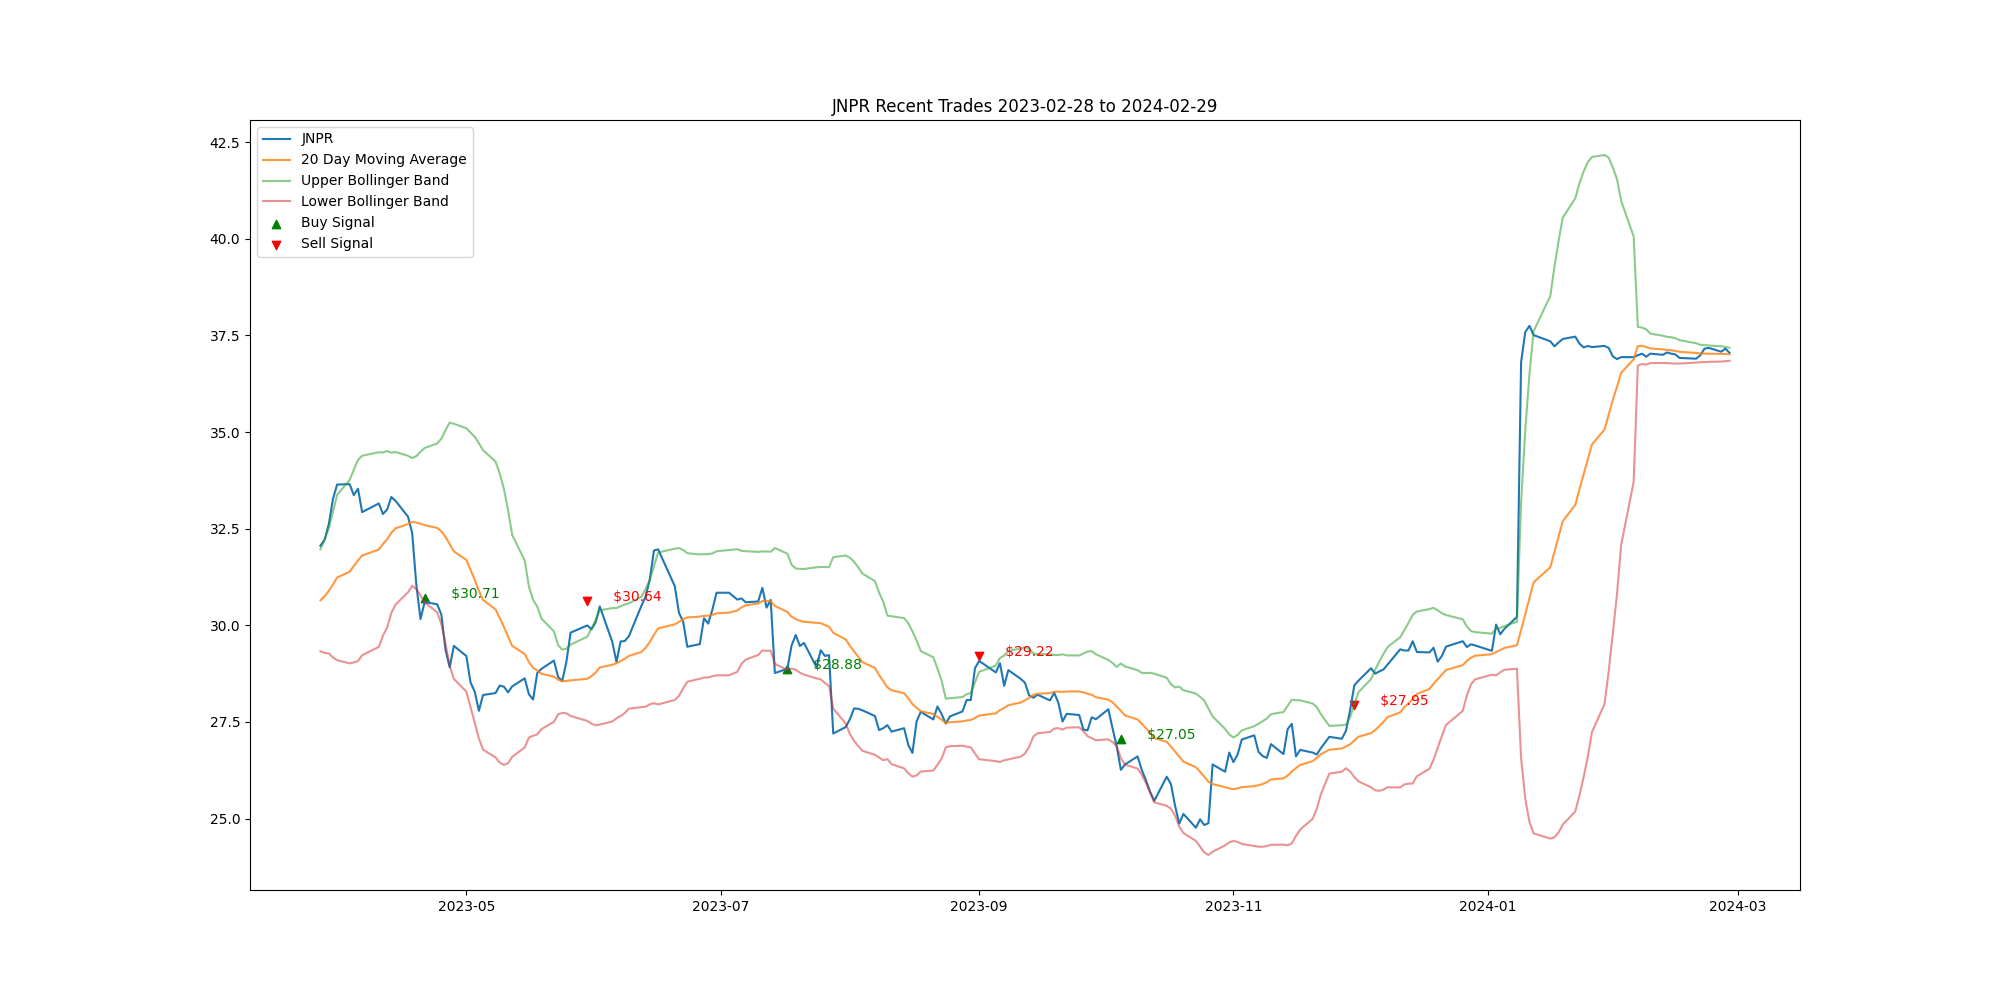 JNPR Recent Trades 2023-02-28 to 2024-02-29
JNPR
20 Day Moving Average
Upper Bollinger Band
Lower Bollinger Band
Buy Signal
Sell Signal
42.5
40.0
37.5
35.0
32.5
30.0
27.5
25.0
$30.71
$30.64
$28.88
$29.22
$27.05
$27.95
2023-05
2023-07
2023-09
2023-11
2024-01
2024-03